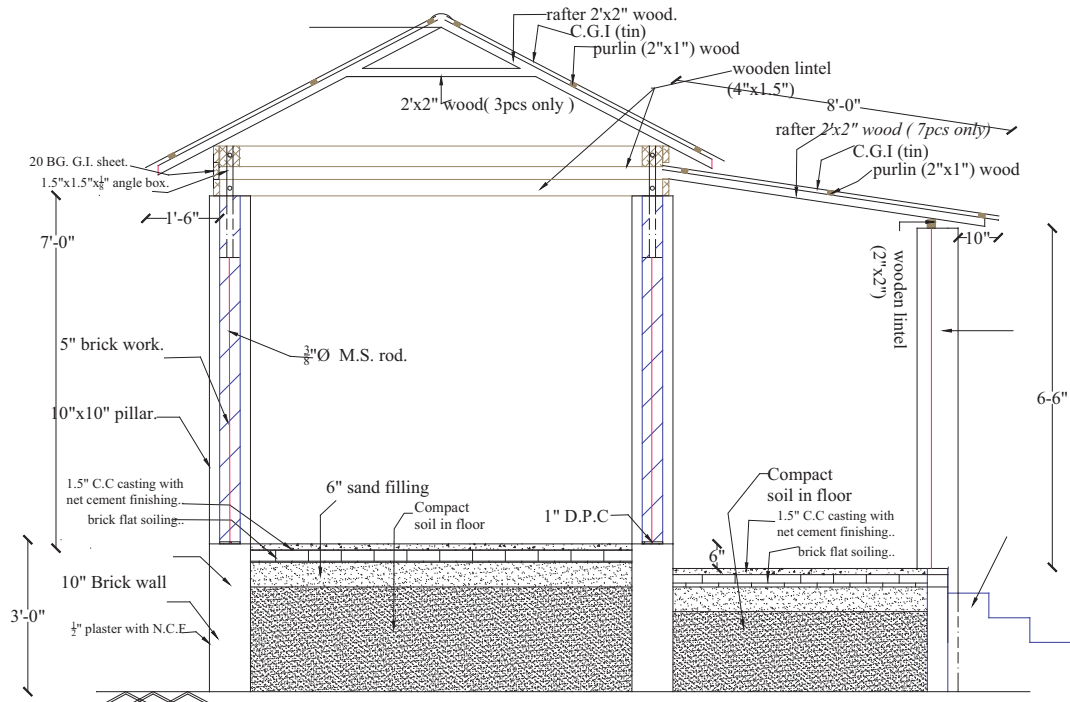 rafter 2'x2" wood.
C.G.I (tin)
purlin (2"x1") wood
wooden lintel
(4"x1.5")
2'x2" wood( 3pcs only )
8'-0"
rafter 2'x2" wood ( 7pcs only)
C.G.I (tin)
purlin (2"x1") wood
20 BG. G.I. sheet.
1.5"x1.5"x1/8" angle box.
1'-6"
7'-0"
10"
wooden lintel
(2"x2")
3/8"Ø M.S. rod.
5" brick work.
6-6"
10"x10" pillar.
1.5" C.C casting with
net cement finishing..
brick flat soiling..
6" sand filling
Compact
soil in floor
1" D.P.C
Compact
soil in floor
1.5" C.C casting with
net cement finishing..
brick flat soiling..
6"
10" Brick wall
3'-0"
1/2" plaster with N.C.F